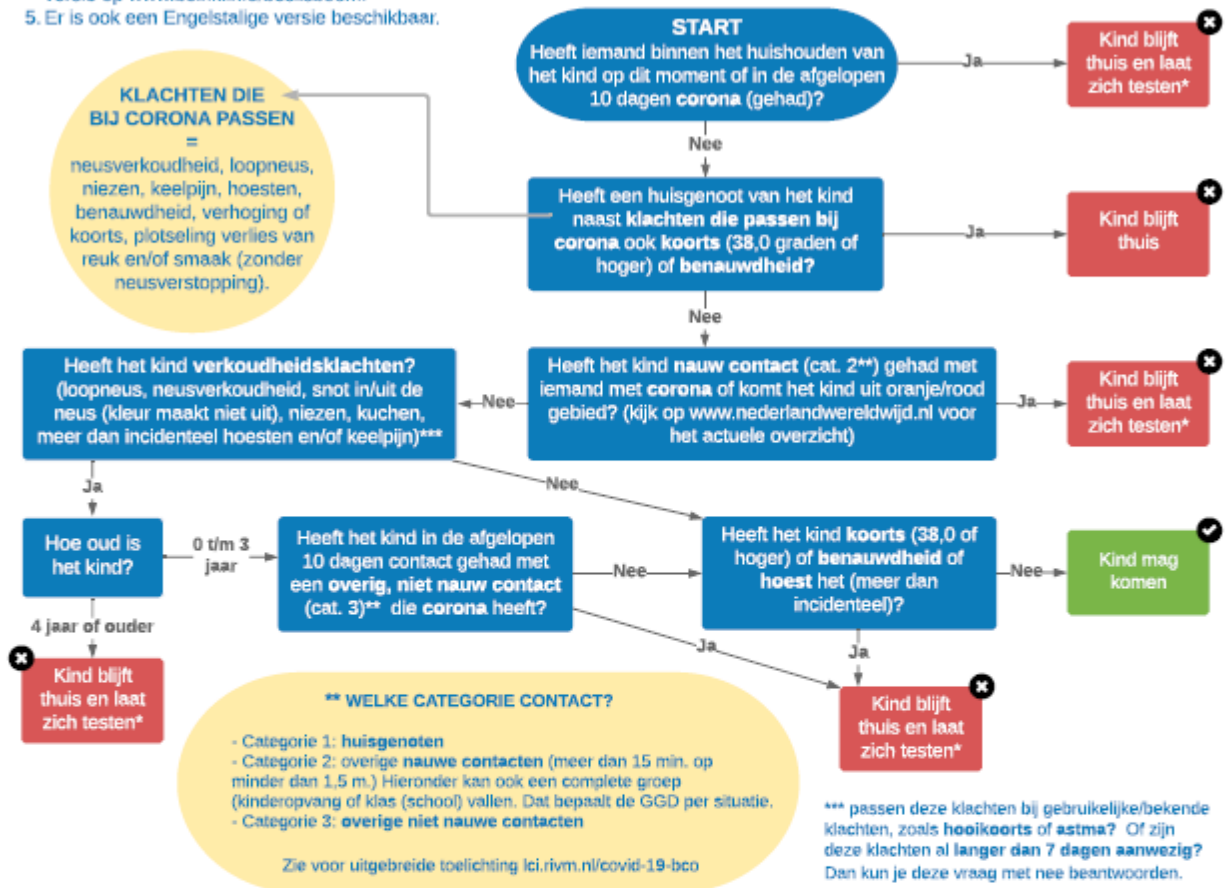 5. Er is ook een Engelstalige versie beschikbaar.
START
Heeft iemand binnen het huishouden van
het kind op dit moment of in de afgelopen
10 dagen corona (gehad)?
Ja
Kind blijft
thuis en laat
zich testen*
Nee
KLACHTEN DIE
BIJ CORONA PASSEN
=
neusverkoudheid, loopneus,
niezen, keelpijn, hoesten,
benauwdheid, verhoging of
koorts, plotseling verlies van
reuk en/of smaak (zonder
neusverstopping).
Heeft een huisgenoot van het kind
naast klachten die passen bij
corona ook koorts (38,0 graden of
hoger) of benauwdheid?
Ja
Kind blijft
thuis
Nee
Heeft het kind nauw contact (cat. 2**) gehad met
iemand met corona of komt het kind uit oranje/rood
gebied? (kijk op www.nederlandwereldwijd.nl voor
het actuele overzicht)
Ja
Kind blijft
thuis en laat
zich testen*
Nee
Heeft het kind verkoudheidsklachten?
(loopneus, neusverkoudheid, snot in/uit de
neus (kleur maakt niet uit), niezen, kuchen,
meer dan incidenteel hoesten en/of keelpijn)***
Ja
Nee
Hoe oud is
het kind?
0 t/m 3
jaar
Heeft het kind in de afgelopen
10 dagen contact gehad met
een overig, niet nauw contact
(cat. 3)** die corona heeft?
Nee
Heeft het kind koorts (38,0 of
hoger) of benauwdheid of
hoest het (meer dan
incidenteel)?
Nee
Kind mag
komen
4 jaar of ouder
Kind blijft
thuis en laat
zich testen*
Ja
Ja
Kind blijft
thuis en laat
zich testen*
** WELKE CATEGORIE CONTACT?
- Categorie 1: huisgenoten
- Categorie 2: overige nauwe contacten (meer dan 15 min. op
minder dan 1,5 m.) Hieronder kan ook een complete groep
(kinderopvang of klas (school) vallen. Dat bepaalt de GGD per situatie.
- Categorie 3: overige niet nauwe contacten
Zie voor uitgebreide toelichting lci.rivm.nl/covid-19-bco
*** passen deze klachten bij gebruikelijke/bekende
klachten, zoals hooikoorts of astma? Of zijn
deze klachten al langer dan 7 dagen aanwezig?
Dan kun je deze vraag met nee beantwoorden.